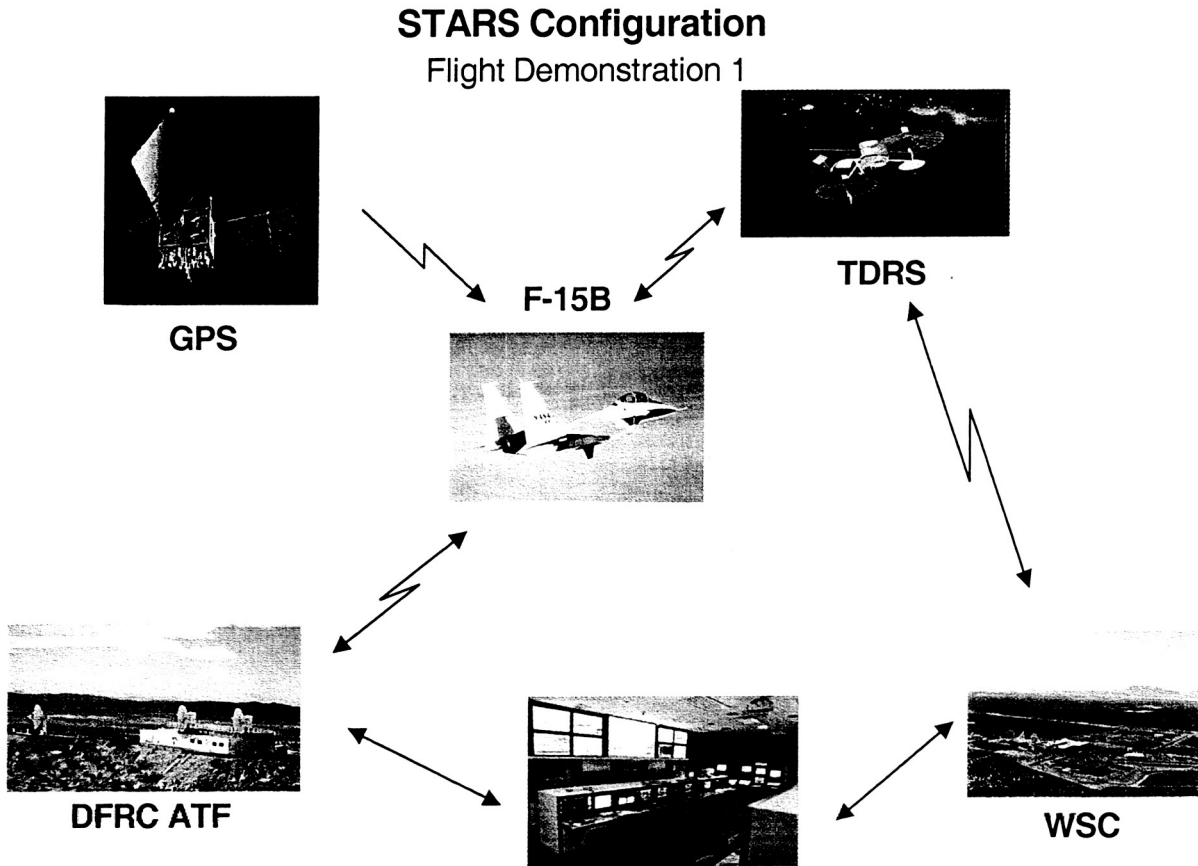 STARS Configuration
Flight Demonstration 1
GPS
TDRS
F-15B
DFRC ATF
WSC